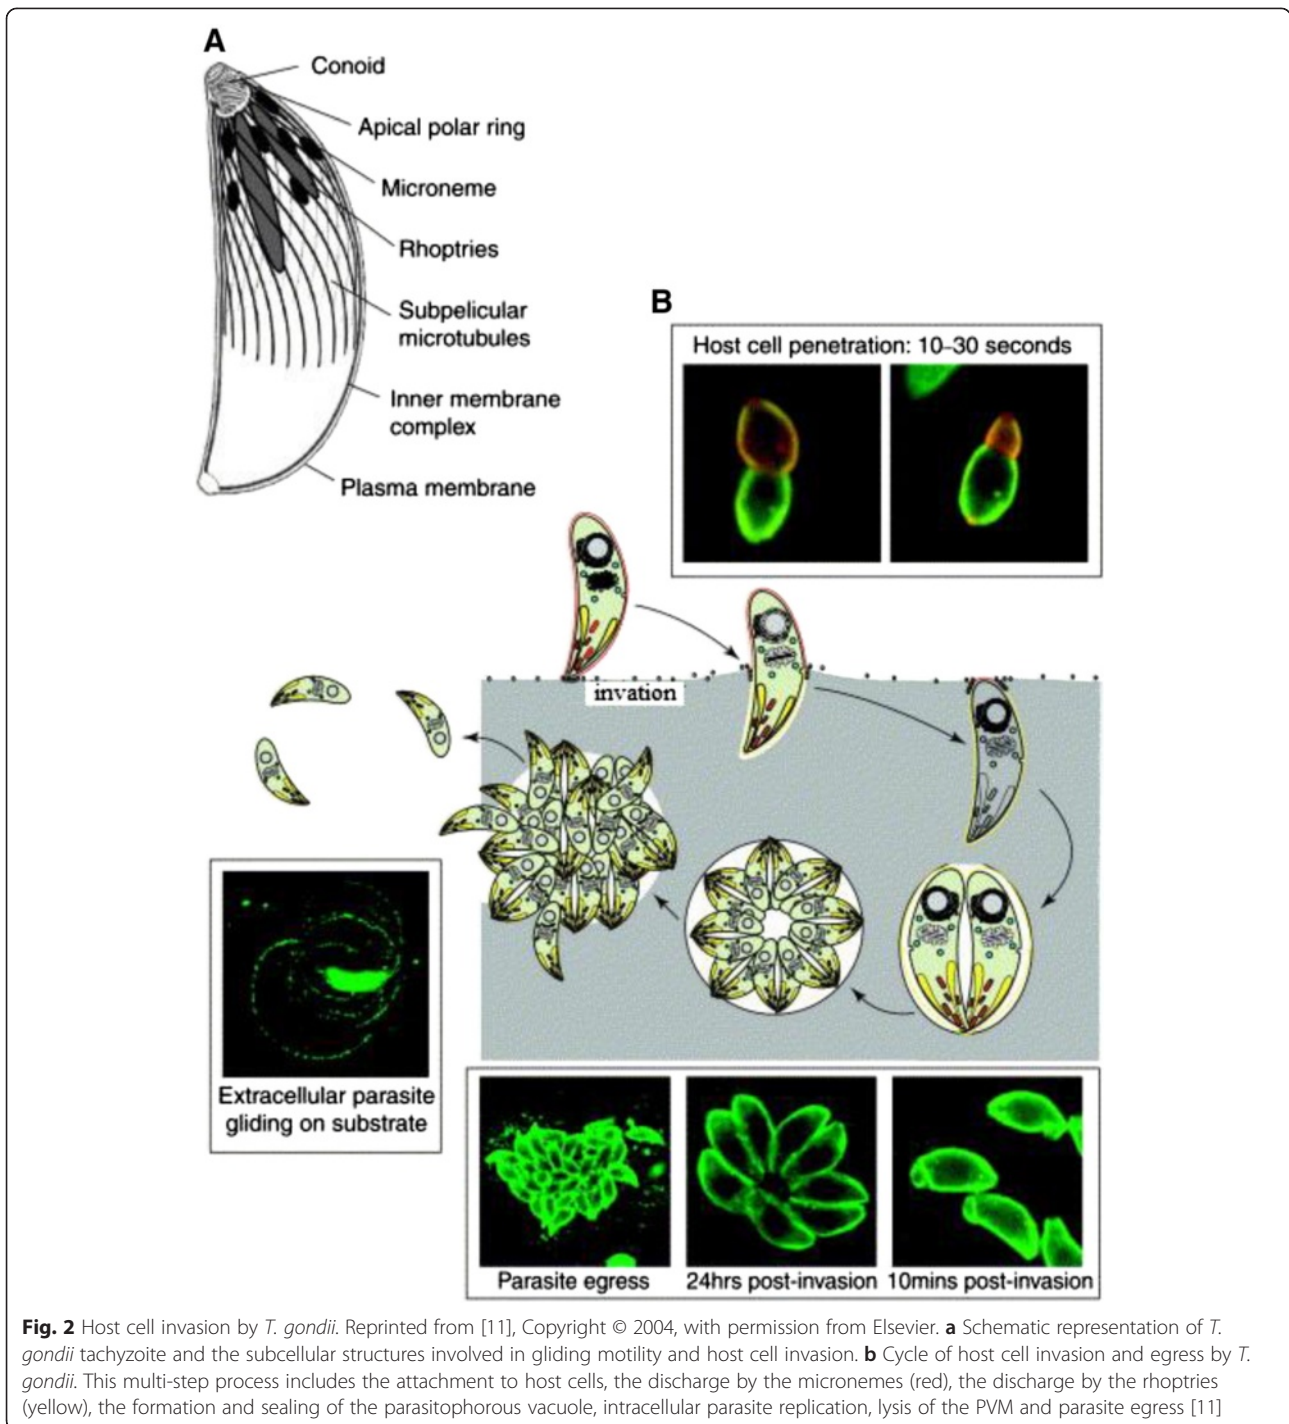 A
Conoid
Apical polar ring
Microneme
Rhoptries
Subpelicular
microtubules
Inner membrane
complex
Plasma membrane
B
Host cell penetration: 10–30 seconds
invation
Extracellular parasite
gliding on substrate
Parasite egress
24hrs post-invasion
10mins post-invasion
Fig. 2 Host cell invasion by T. gondii. Reprinted from [11], Copyright © 2004, with permission from Elsevier. a Schematic representation of T.
gondii tachyzoite and the subcellular structures involved in gliding motility and host cell invasion. b Cycle of host cell invasion and egress by T.
gondii. This multi-step process includes the attachment to host cells, the discharge by the micronemes (red), the discharge by the rhoptries
(yellow), the formation and sealing of the parasitophorous vacuole, intracellular parasite replication, lysis of the PVM and parasite egress [11]